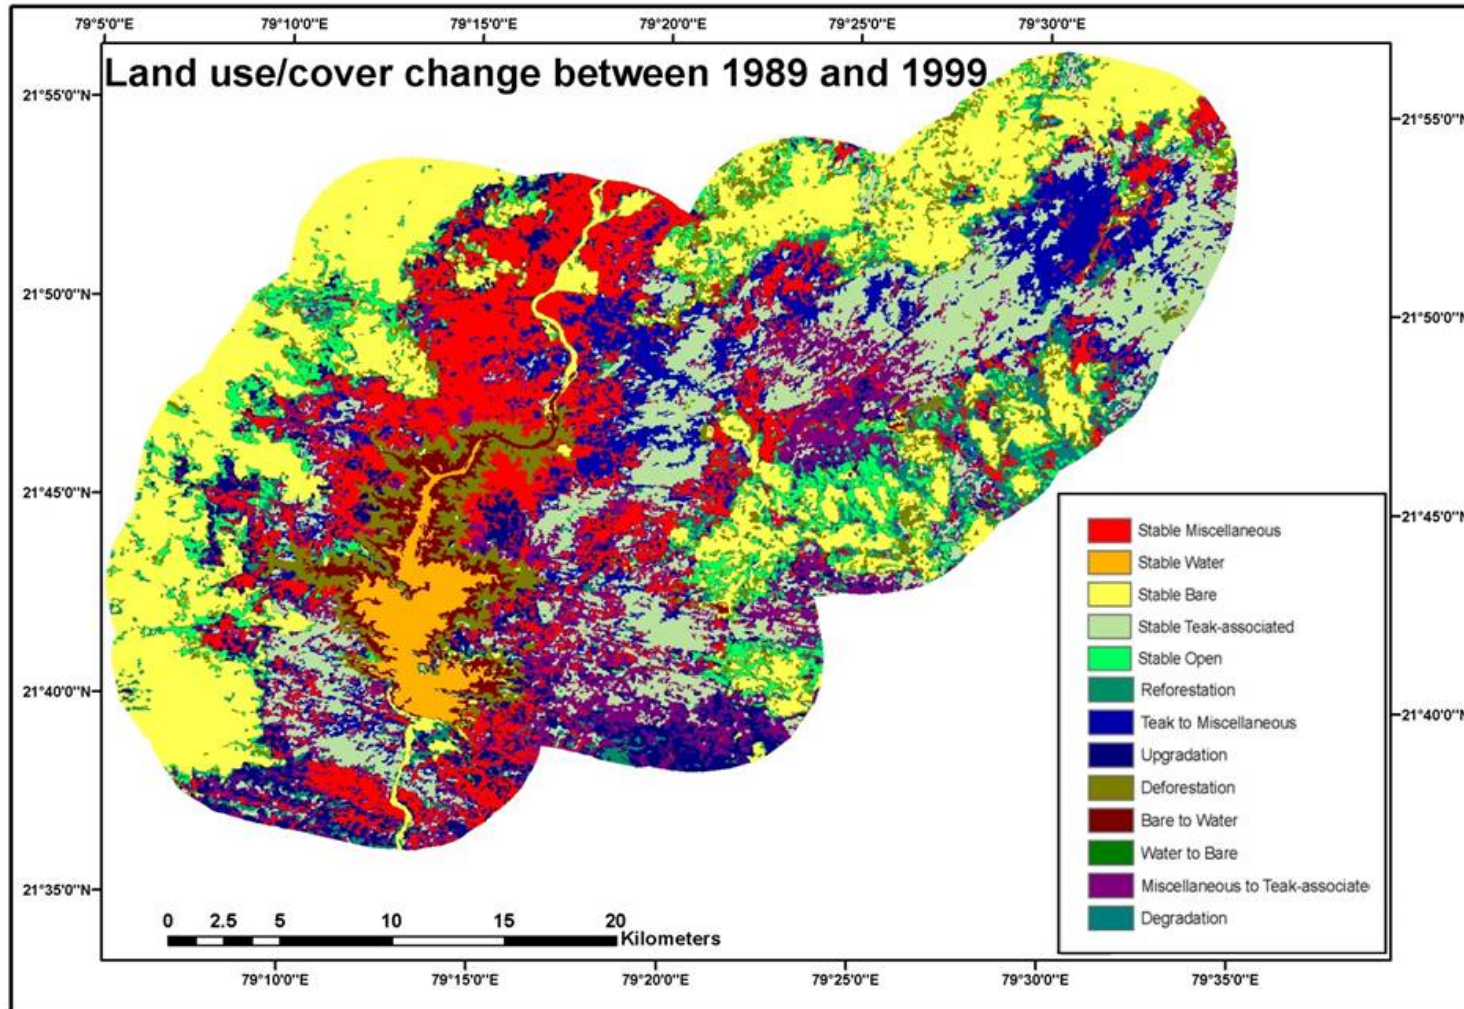 79°5'0"E 79°10'0"E 79°15'0"E 79°20'0"E 79°25'0"E 79°30'0"E
Land use/cover change between 1989 and 1999
21°55'0"N
21°55'0"N
21°50'0"N
21°50'0"N
21°45'0"N
21°45'0"N
Stable Miscellaneous
Stable Water
Stable Bare
Stable Teak-associated
Stable Open
Reforestation
21°40'0"N
21°40'0"N
Teak to Miscellaneous
Upgradation
Deforestation
Bare to Water
Water to Bare
21°35'0"N
Miscellaneous to Teak-associate
Degradation
0 2.5 5 10 15 20
Kilometers
79°10'0"E 79°15'0"E 79°20'0"E 79°25'0"E 79°30'0"E 79°35'0"E